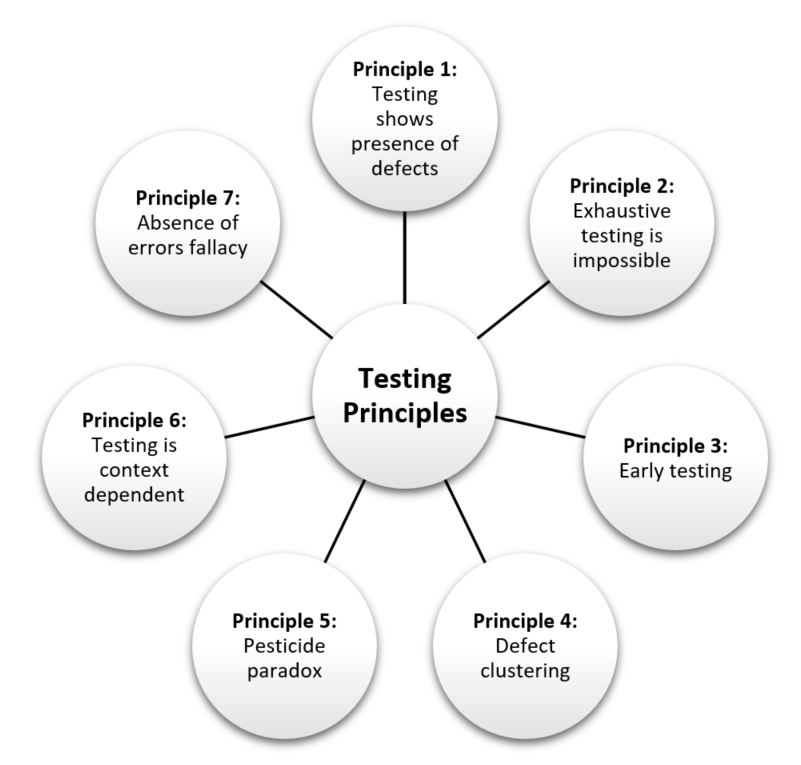 Principle 1:
Testing
shows
presence of
defects
Principle 2:
Exhaustive
testing is
impossible
Principle 3:
Early testing
Principle 4:
Defect
clustering
Principle 5:
Pesticide
paradox
Principle 6:
Testing is
context
dependent
Principle 7:
Absence of
errors fallacy
Testing
Principles